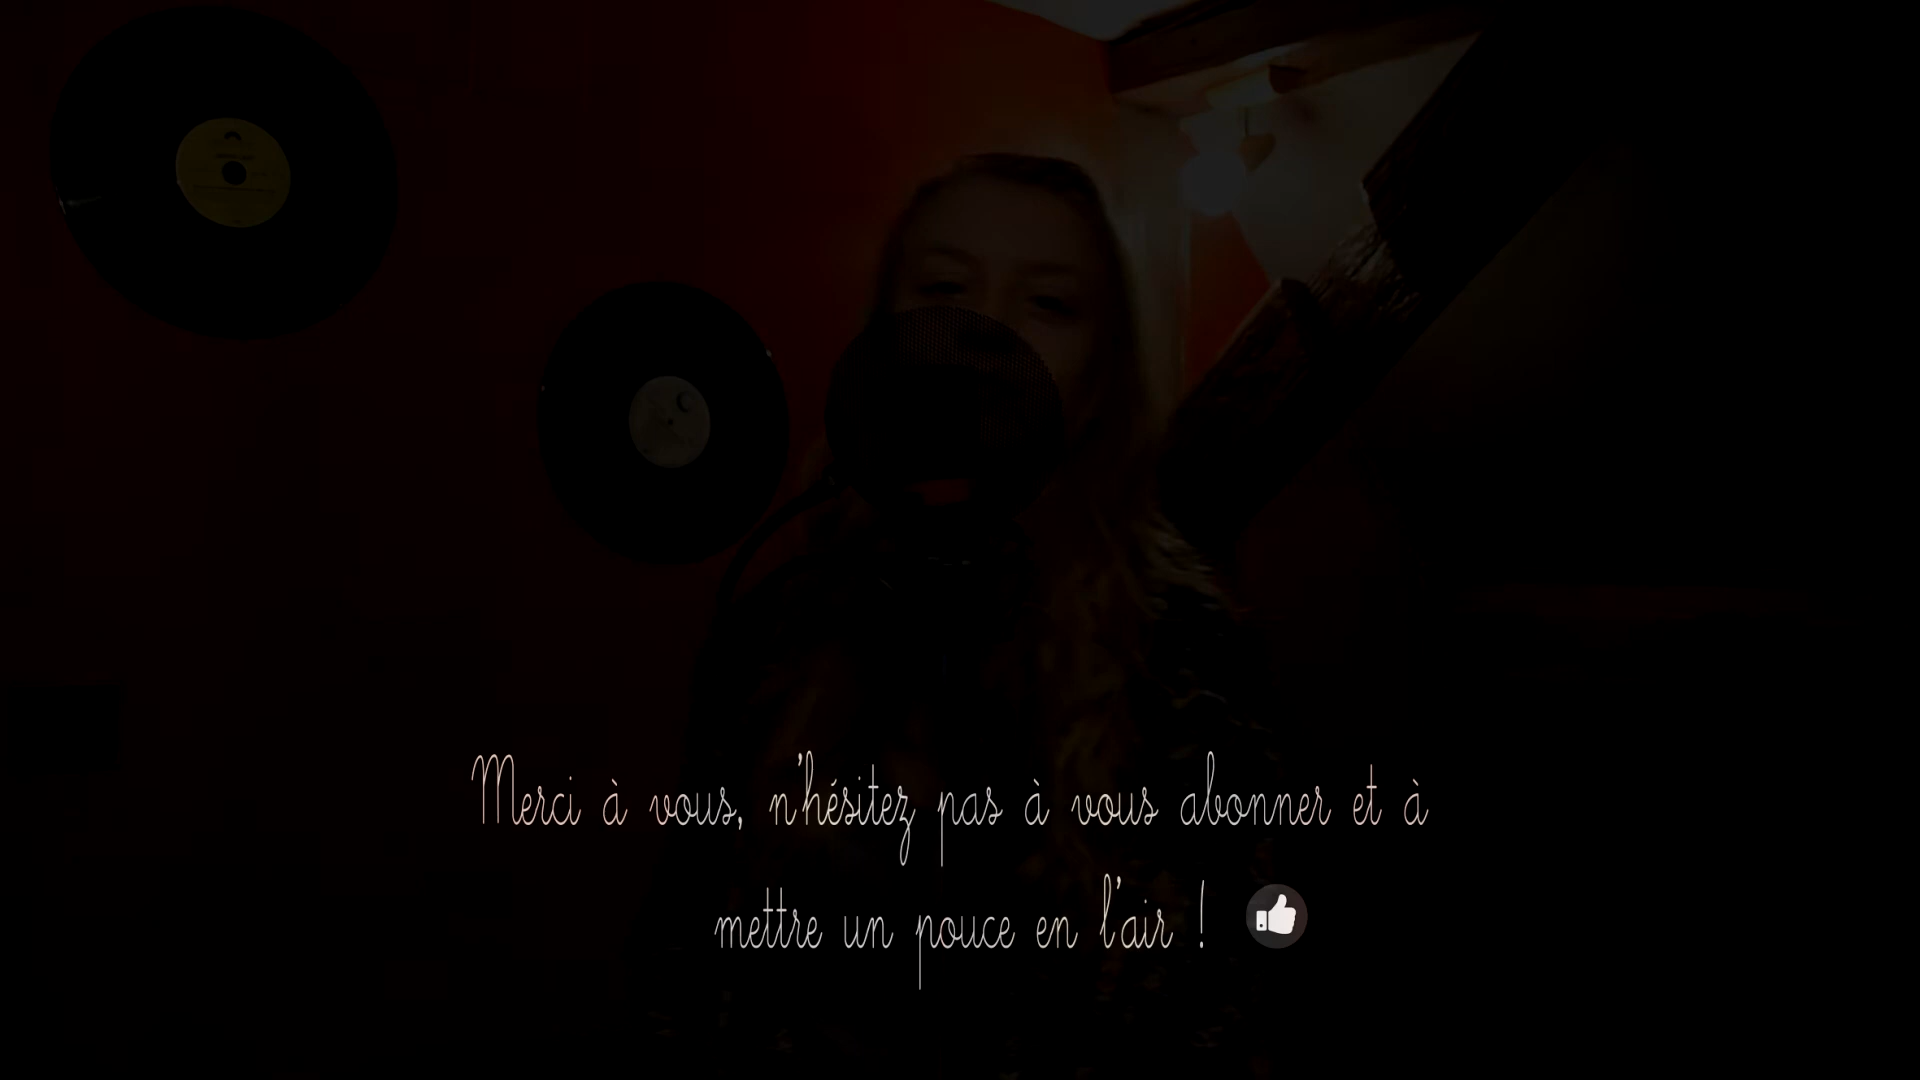 Merci à vous, n'hésitez pas à vous abonner et à
mettre un pouce en l'air !